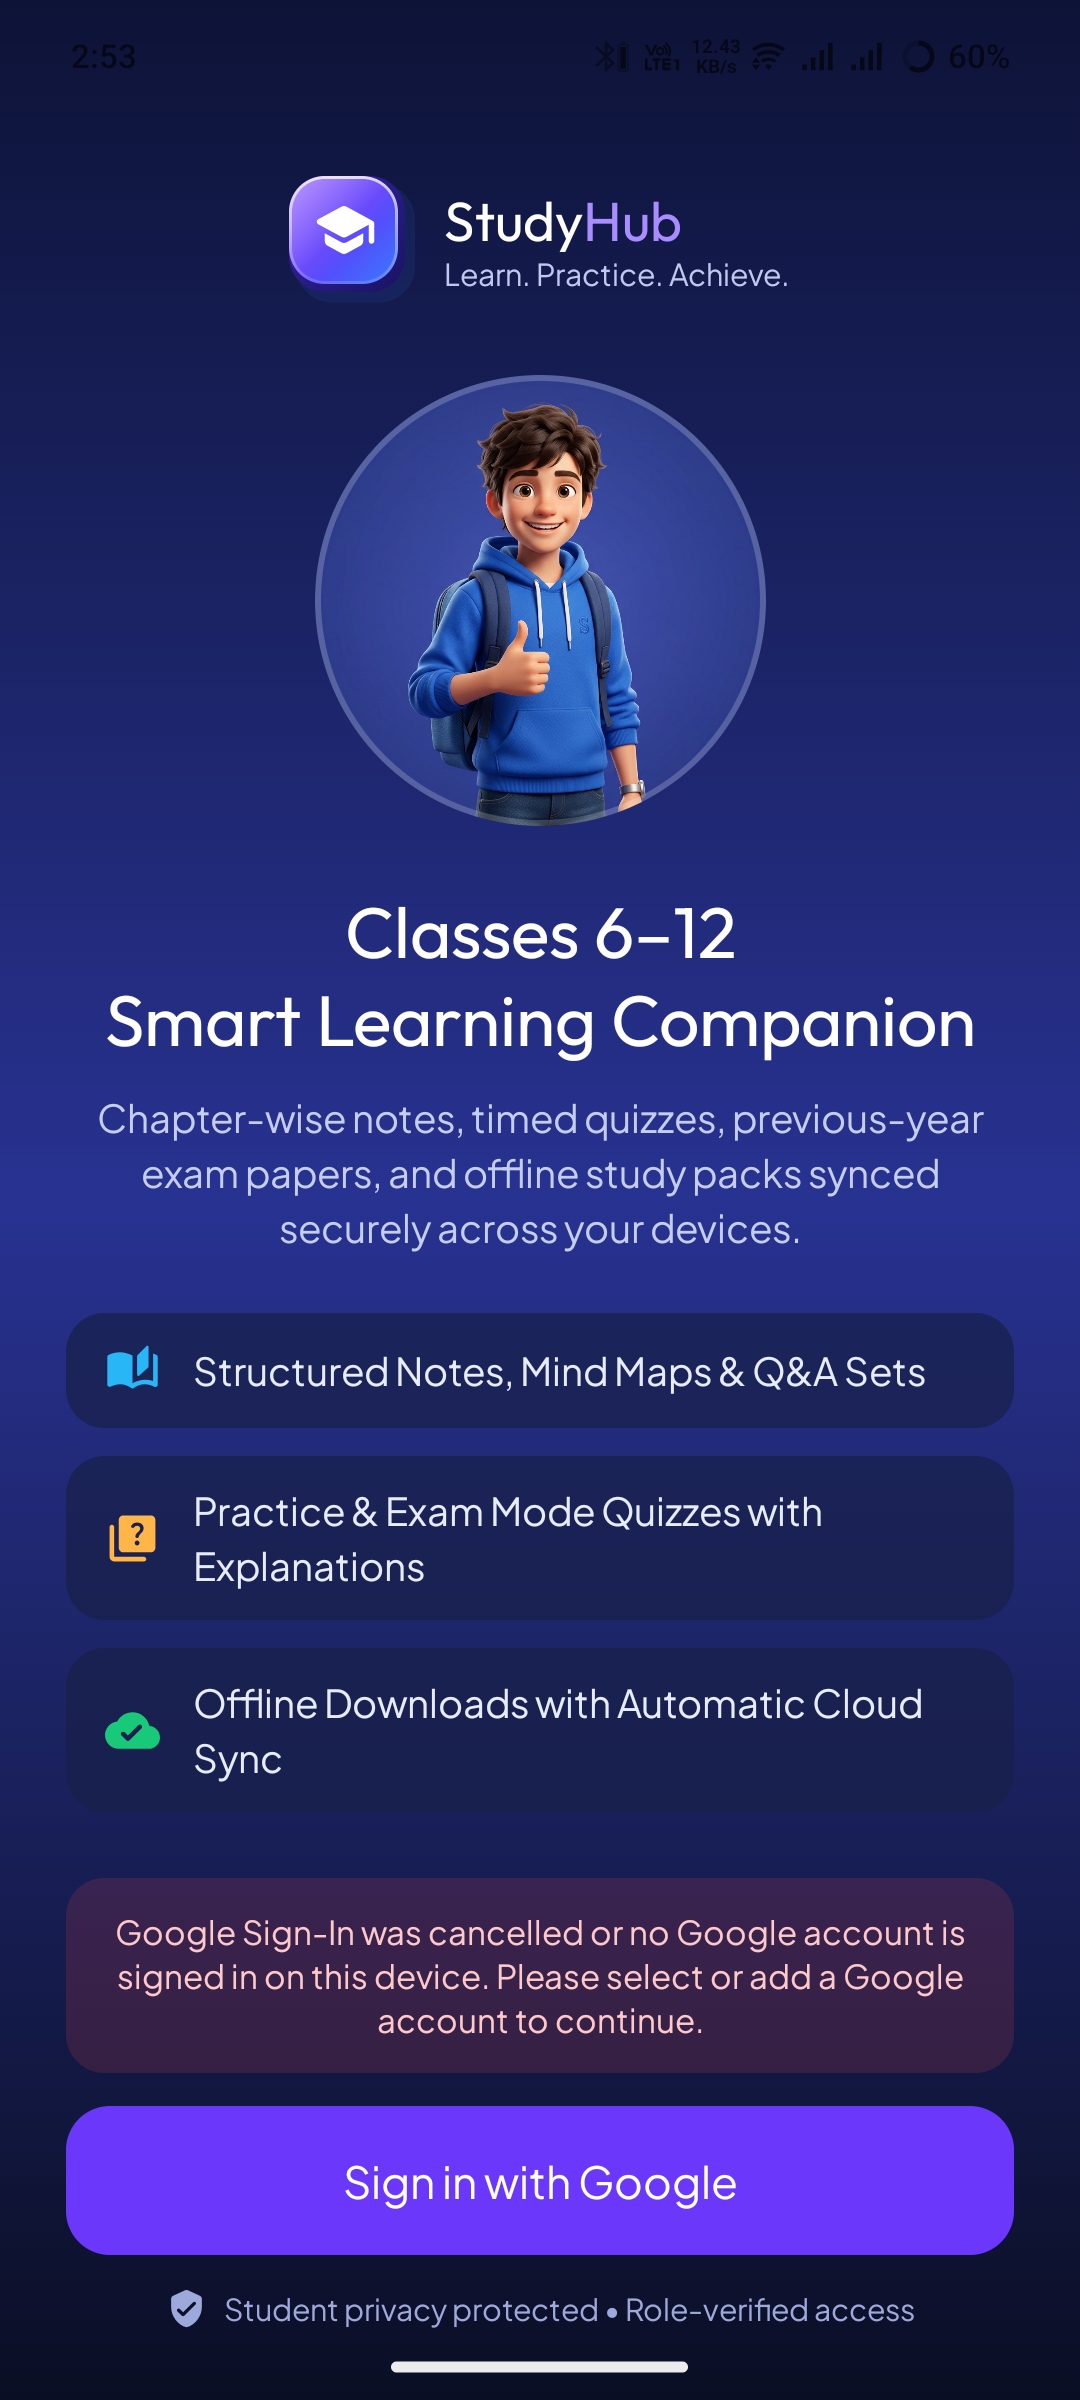 2:53
Vo))
LTE1
12.43
KB/s
60%
StudyHub
Learn. Practice. Achieve.
S
Classes 6–12
Smart Learning Companion
Chapter-wise notes, timed quizzes, previous-year
exam papers, and offline study packs synced
securely across your devices.
Structured Notes, Mind Maps & Q&A Sets
?
Practice & Exam Mode Quizzes with
Explanations
Offline Downloads with Automatic Cloud
Sync
Google Sign-In was cancelled or no Google account is
signed in on this device. Please select or add a Google
account to continue.
Sign in with Google
Student privacy protected • Role-verified access